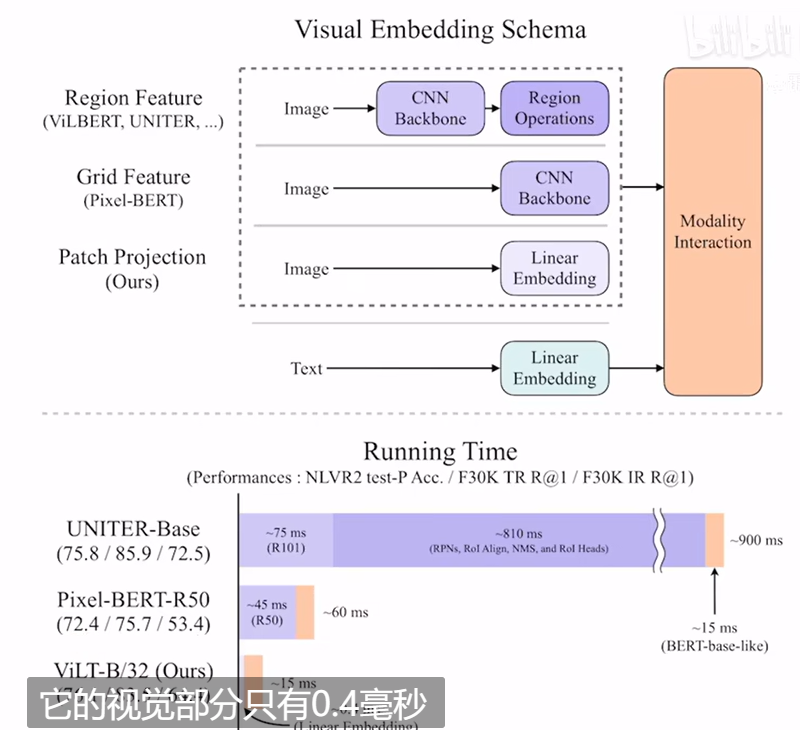 Visual Embedding Schema
bilibili
Region Feature
(ViLBERT, UNITER, ...)
Image
CNN
Backbone
Region
Operations
Grid Feature
(Pixel-BERT)
Image
CNN
Backbone
Modality
Interaction
Patch Projection
(Ours)
Image
Linear
Embedding
Text
Linear
Embedding
Running Time
(Performances : NLVR2 test-P Acc. / F30K TR R@1 / F30K IR R@1)
UNITER-Base
(75.8 / 85.9 / 72.5)
~75 ms
(R101)
~810 ms
(RPNs, RoI Align, NMS, and RoI Heads)
~900 ms
Pixel-BERT-R50
(72.4 / 75.7 / 53.4)
~45 ms
(R50)
~60 ms
~15 ms
(BERT-base-like)
ViLT-B/32 (Ours)
~15 ms
它的视觉部分只有0.4毫秒
(Linear Embedding)